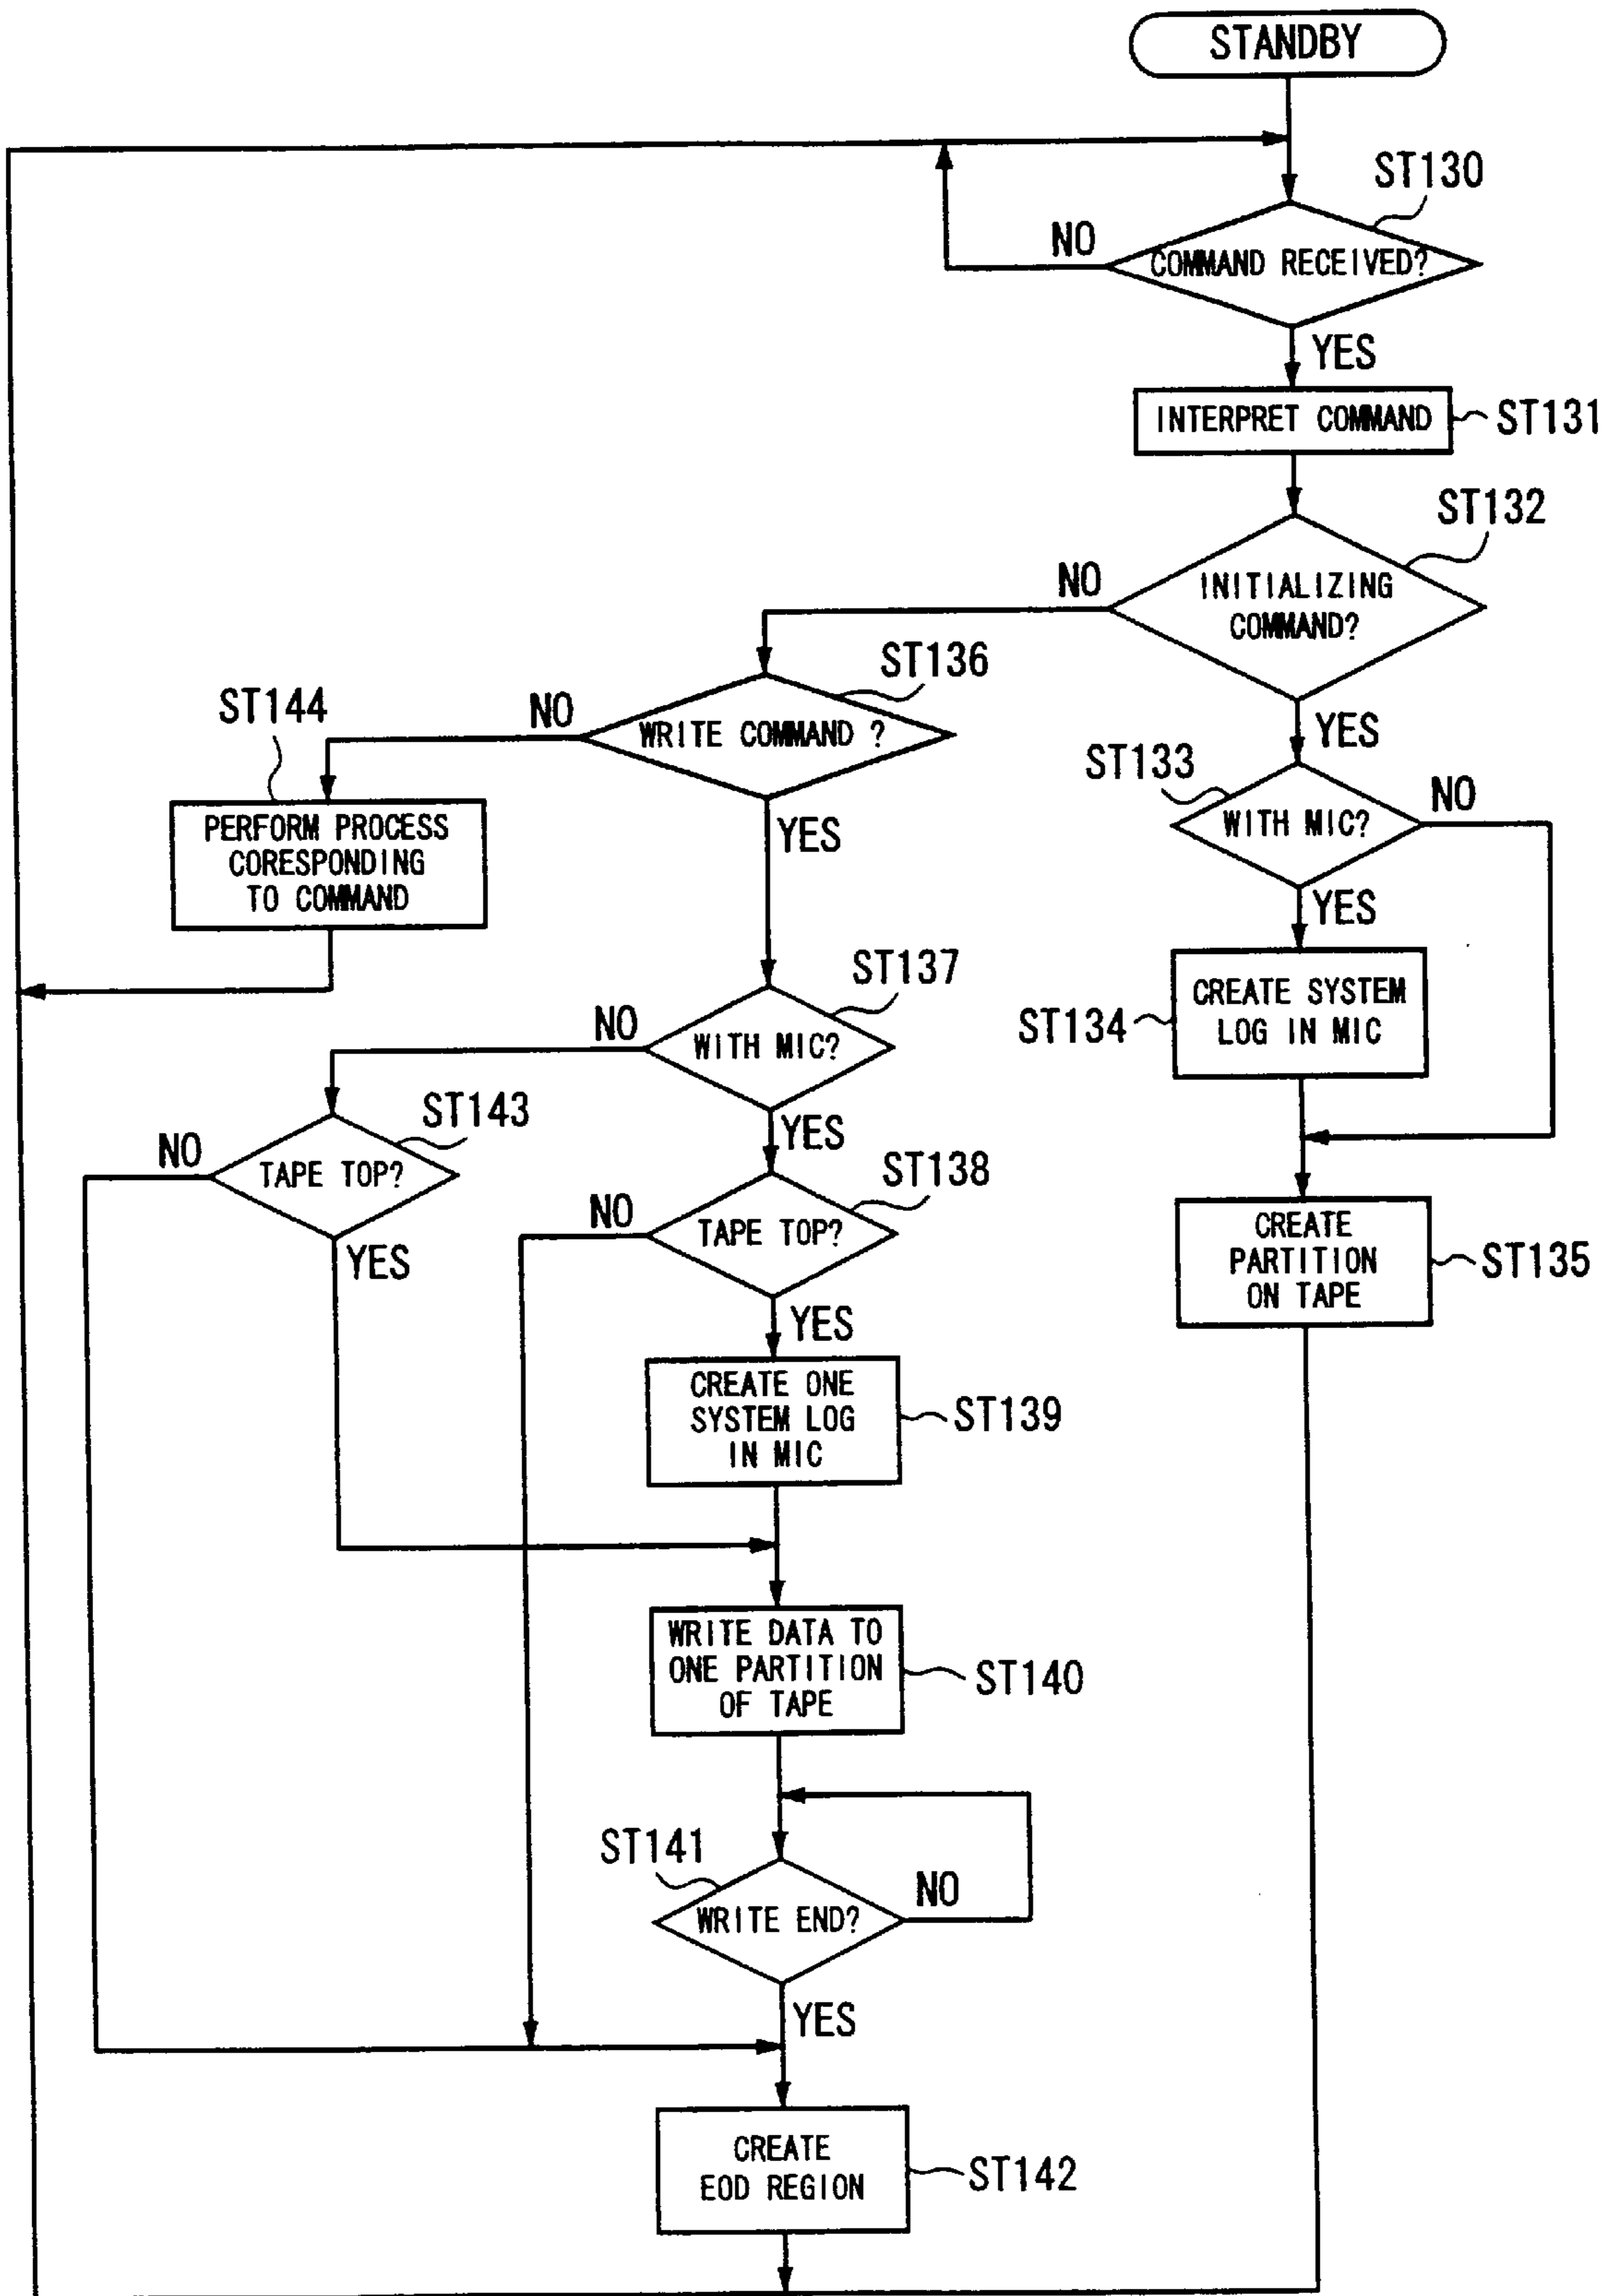 STANDBY
ST130
NO
COMMAND RECEIVED?
YES
INTERPRET COMMAND
ST131
ST132
NO
INITIALIZING
COMMAND?
ST136
ST144
NO
WRITE COMMAND ?
YES
ST133
NO
WITH MIC?
PERFORM PROCESS
CORESPONDING
TO COMMAND
YES
YES
ST137
CREATE SYSTEM
LOG IN MIC
ST134
NO
WITH MIC?
ST143
YES
NO
TAPE TOP?
ST138
NO
TAPE TOP?
YES
CREATE
PARTITION
ON TAPE
ST135
YES
CREATE ONE
SYSTEM LOG
IN MIC
ST139
WRITE DATA TO
ONE PARTITION
OF TAPE
ST140
ST141
NO
WRITE END?
YES
CREATE
EOD REGION
ST142